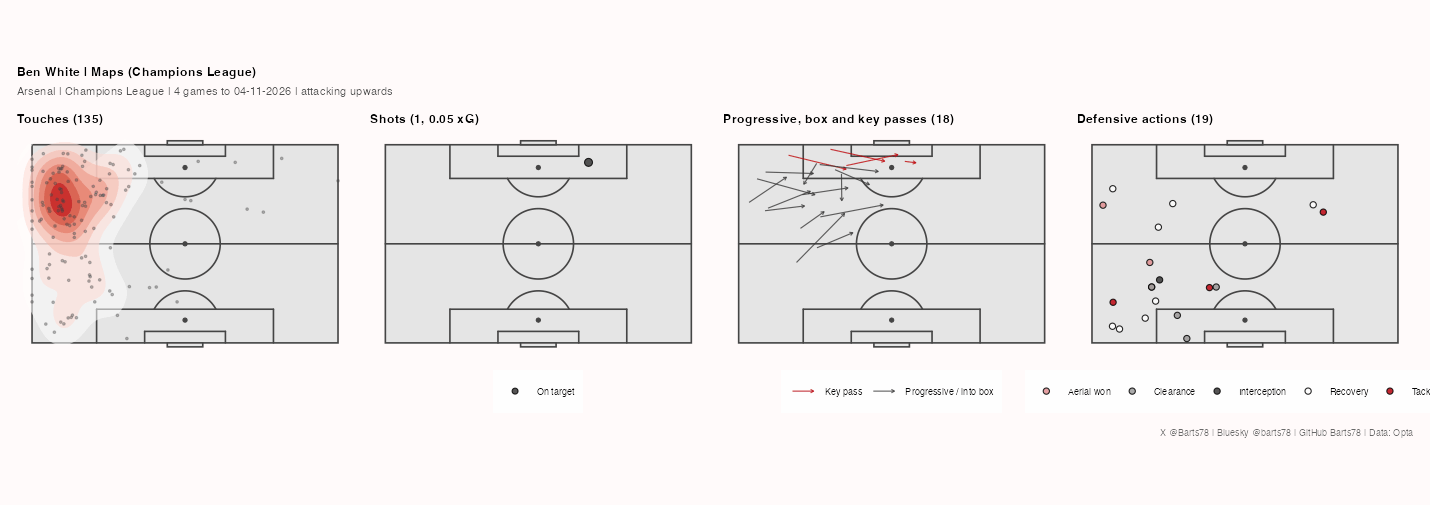 Ben White | Maps (Champions League)
Arsenal | Champions League | 4 games to 04-11-2026 | attacking upwards
Touches (135)
Shots (1, 0.05 xG)
Progressive, box and key passes (18)
Defensive actions (19)
On target
Key pass
Progressive / into box
Aerial won
Clearance
Interception
Recovery
Tack
X @Barts78 | Bluesky @barts78 | GitHub Barts78 | Data: Opta